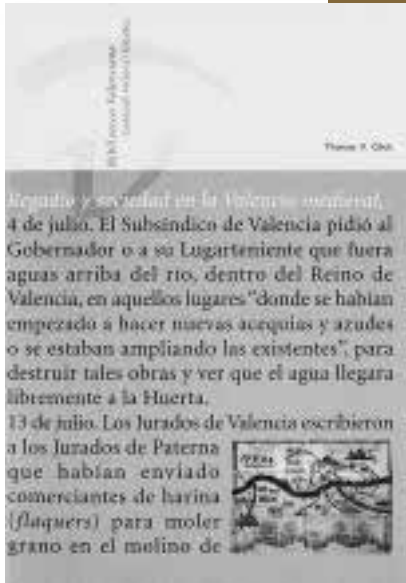 Biblioteca Valenciana
Thomas F. Glick
Regadío y sociedad en la Valencia medieval,
4 de julio. El Subsíndico de Valencia pidió al
Gobernador o a su Lugarteniente que fuera
aguas arriba del río, dentro del Reino de
Valencia, en aquellos lugares “donde se habían
empezado a hacer nuevas acequias y azudes
o se estaban ampliando las existentes”, para
destruir tales obras y ver que el agua llegara
libremente a la Huerta.
13 de julio. Los Jurados de Valencia escribieron
a los Jurados de Paterna
que habían enviado
comerciantes de harina
(flaquers) para moler
grano en el molino de